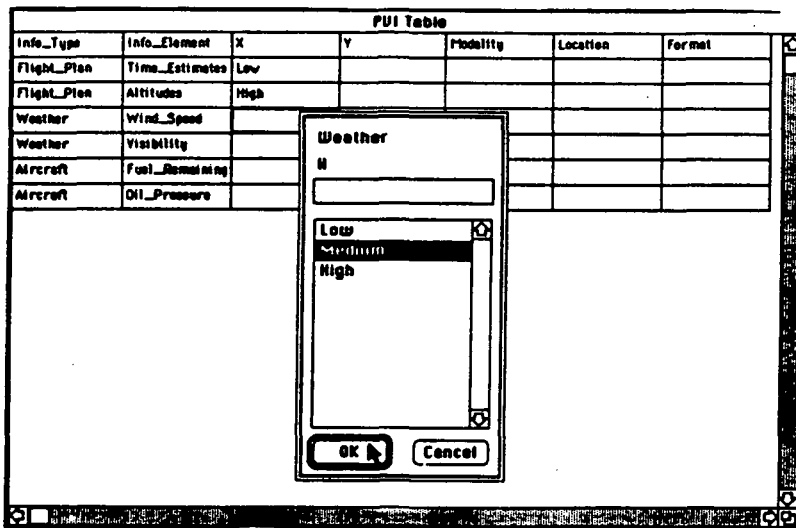 PVI Table
Info_Type Info_Element X Y Modality Location Format
Flight_Plan Time_Estimates Low
Flight_Plan Altitudes High
Weather Wind_Speed
Weather Visibility
Aircraft Fuel_Remaining
Aircraft Oil_Pressure
Weather
X
Low
Medium
High
OK Cancel